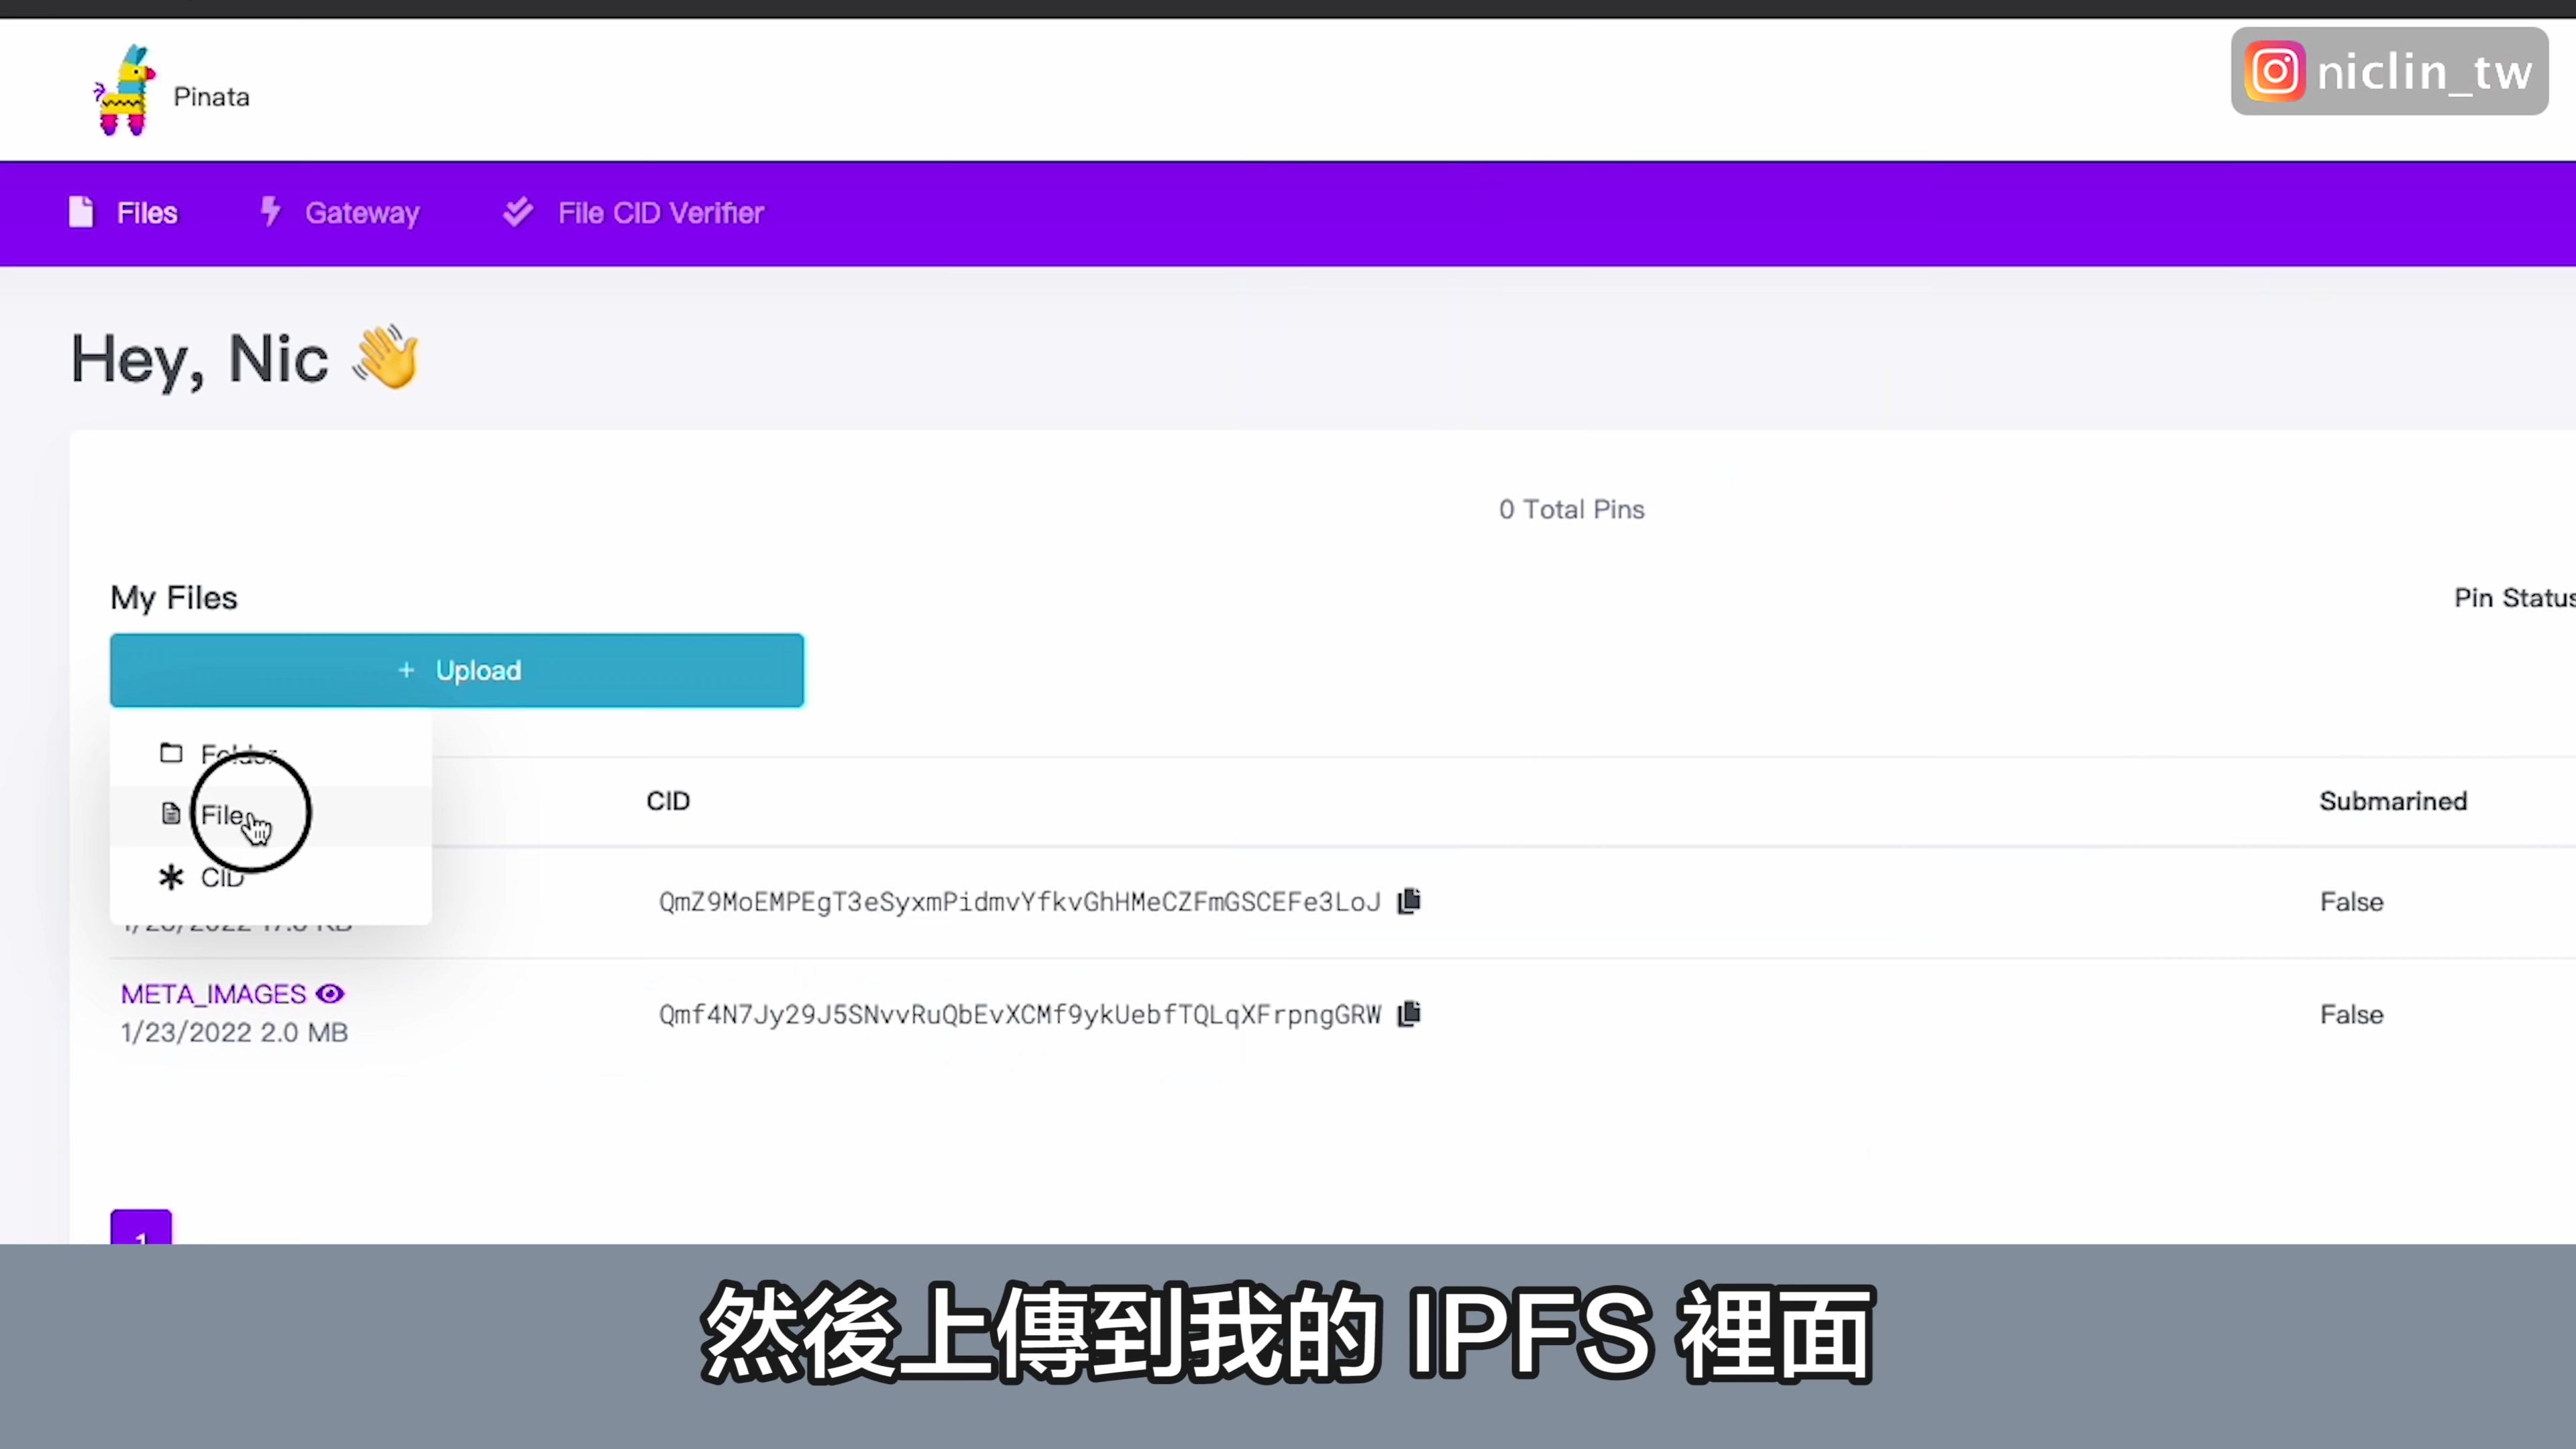 Pinata
niclin_tw
Files
Gateway
File CID Verifier
Hey, Nic 👋
0 Total Pins
My Files
Pin Status
+ Upload
Folder
File
CID
CID
Submarined
QmZ9MoEMPEgT3eSyxmPidmvYfkvGhHMeCZFmGSCEFe3LoJ
False
META_IMAGES
1/23/2022 2.0 MB
Qmf4N7Jy29J5SNvvRuQbEvXCMf9ykUebfTQLqXFrpngGRW
False
1
然後上傳到我的 IPFS 裡面